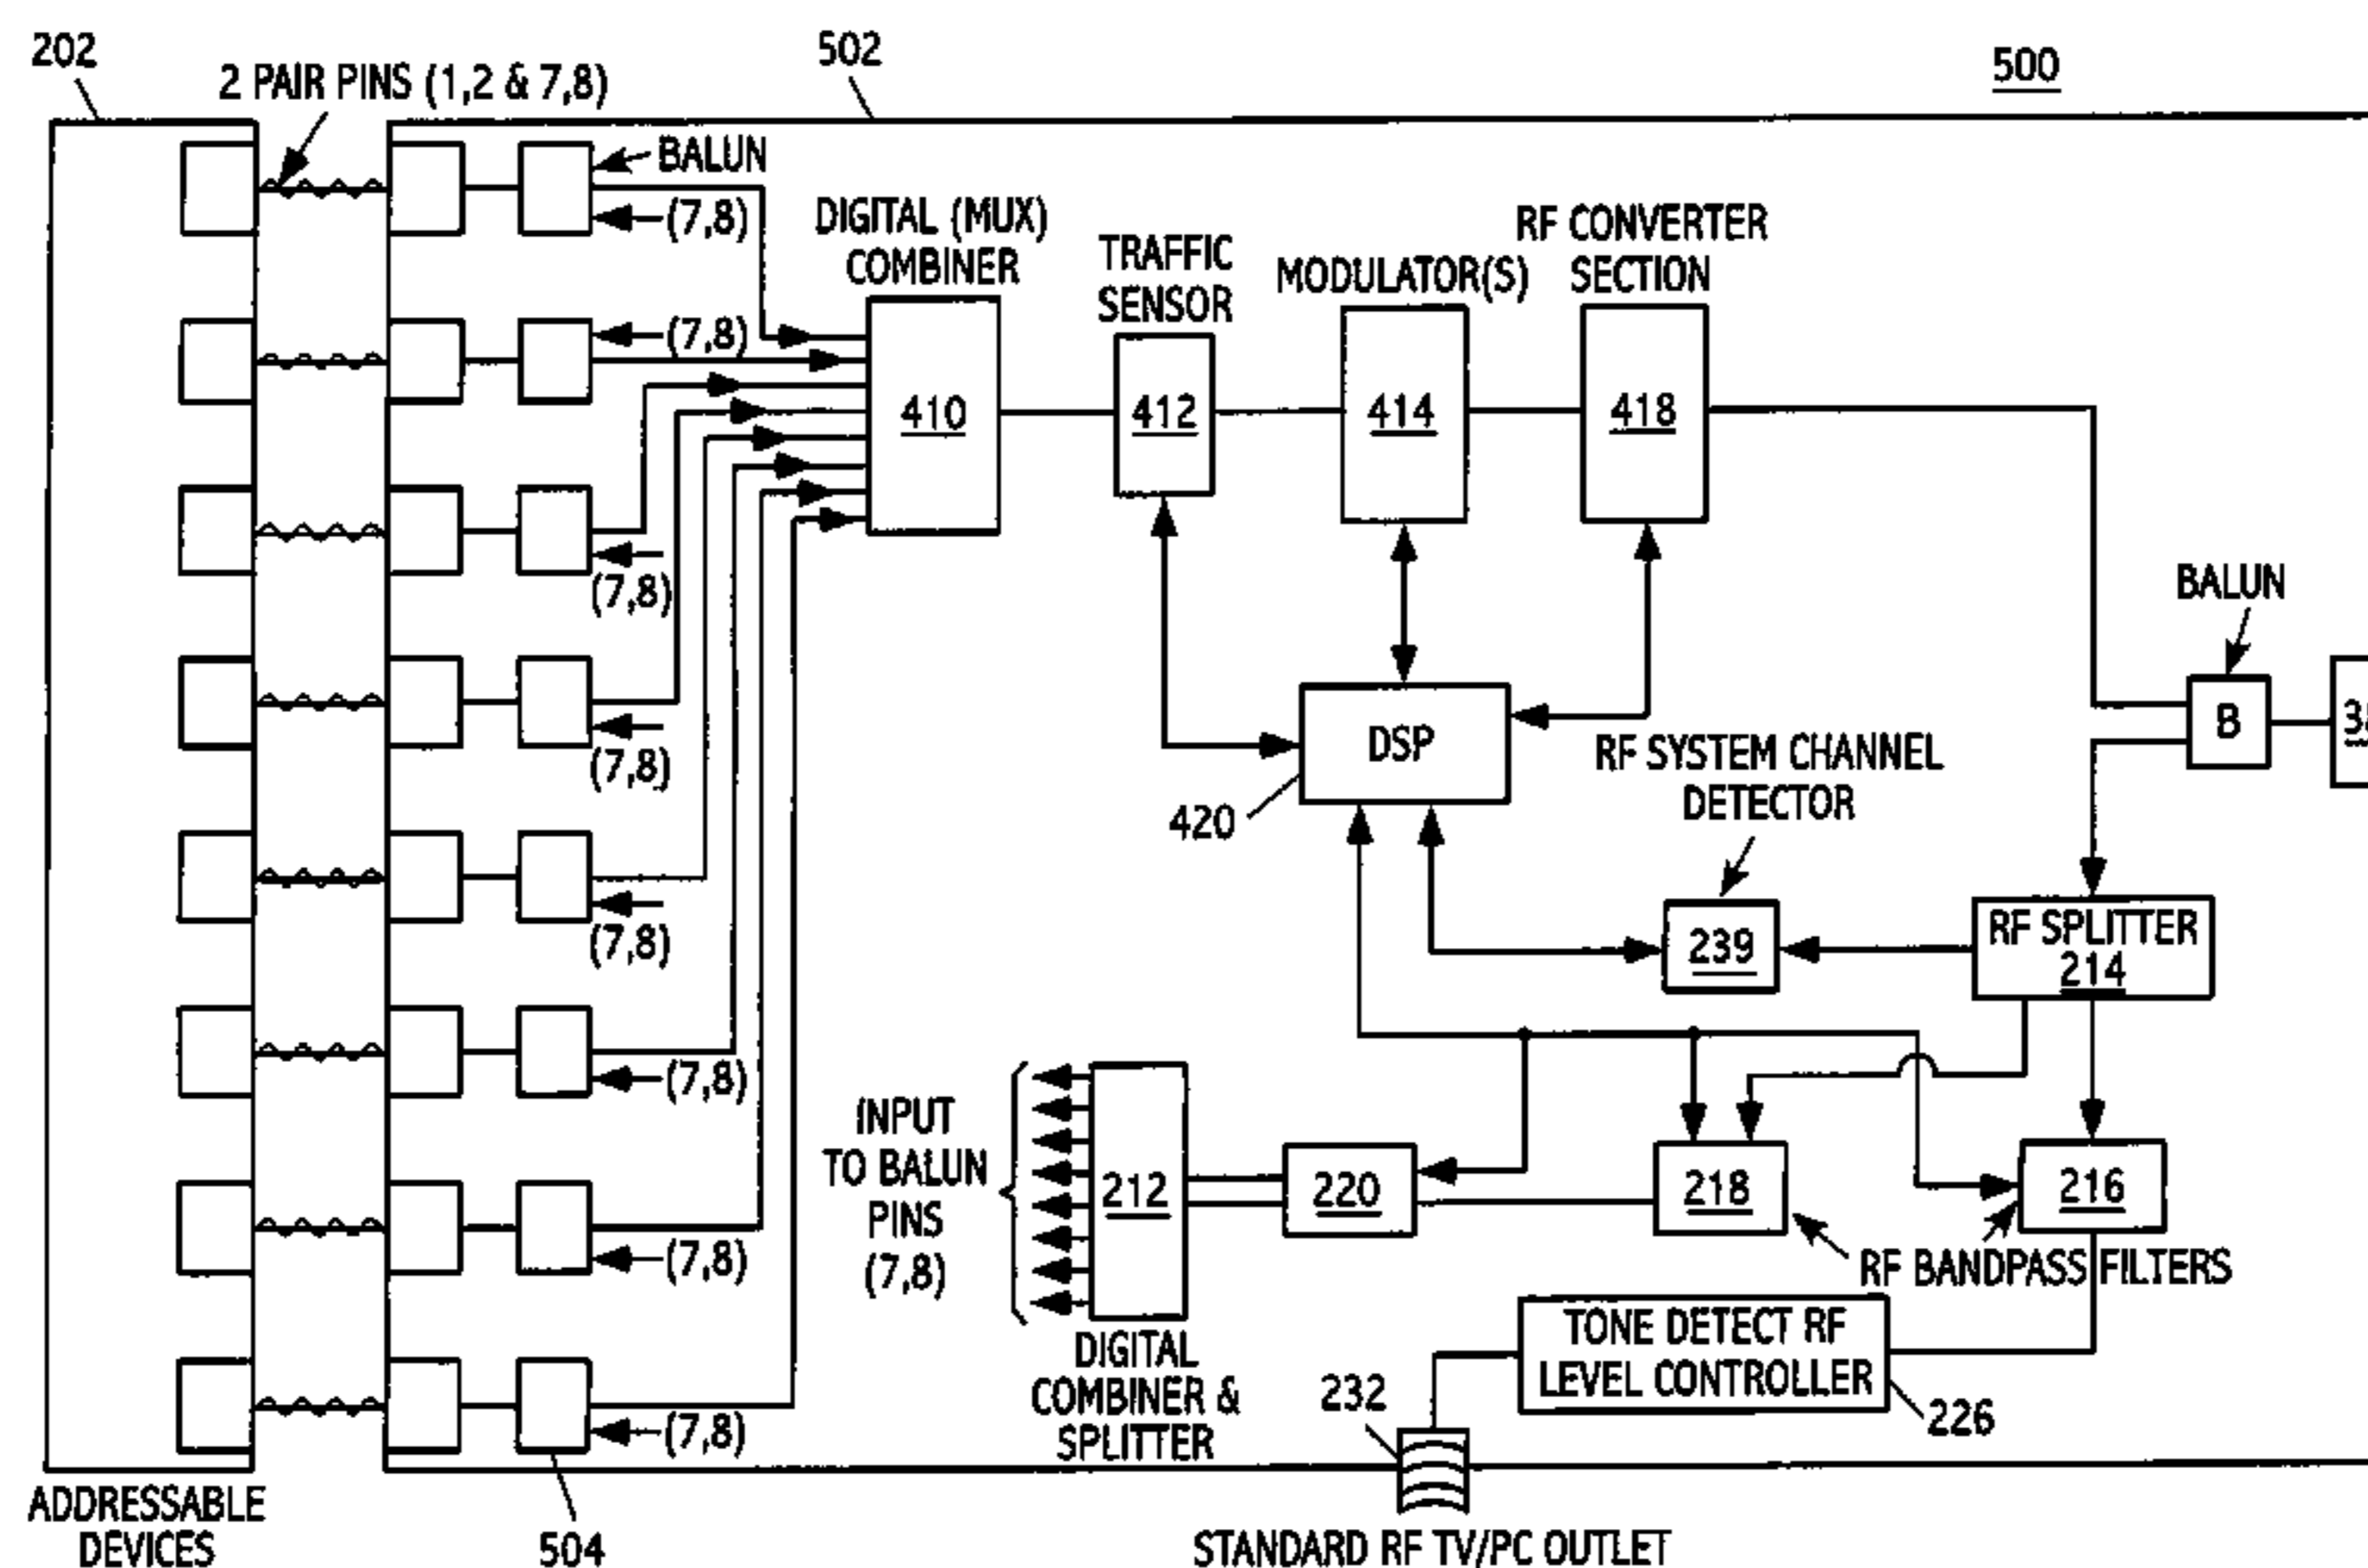 202
2 PAIR PINS (1,2 & 7,8)
502
500
BALUN
(7,8)
DIGITAL (MUX)
COMBINER
TRAFFIC
SENSOR
MODULATOR(S)
RF CONVERTER
SECTION
(7,8)
410
412
414
418
(7,8)
BALUN
(7,8)
DSP
B
420
RF SYSTEM CHANNEL
DETECTOR
(7,8)
239
RF SPLITTER
214
(7,8)
INPUT
TO BALUN
PINS
(7,8)
212
220
218
216
(7,8)
RF BANDPASS FILTERS
DIGITAL
COMBINER &
SPLITTER
TONE DETECT RF
LEVEL CONTROLLER
226
232
(7,8)
ADDRESSABLE
DEVICES
504
STANDARD RF TV/PC OUTLET